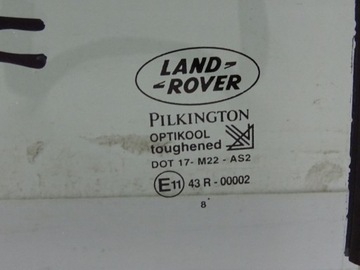 LAND
ROVER
PILKINGTON
OPTIKOOL
toughened
DOT 17- M22 - AS2
E11 43 R - 00002
8